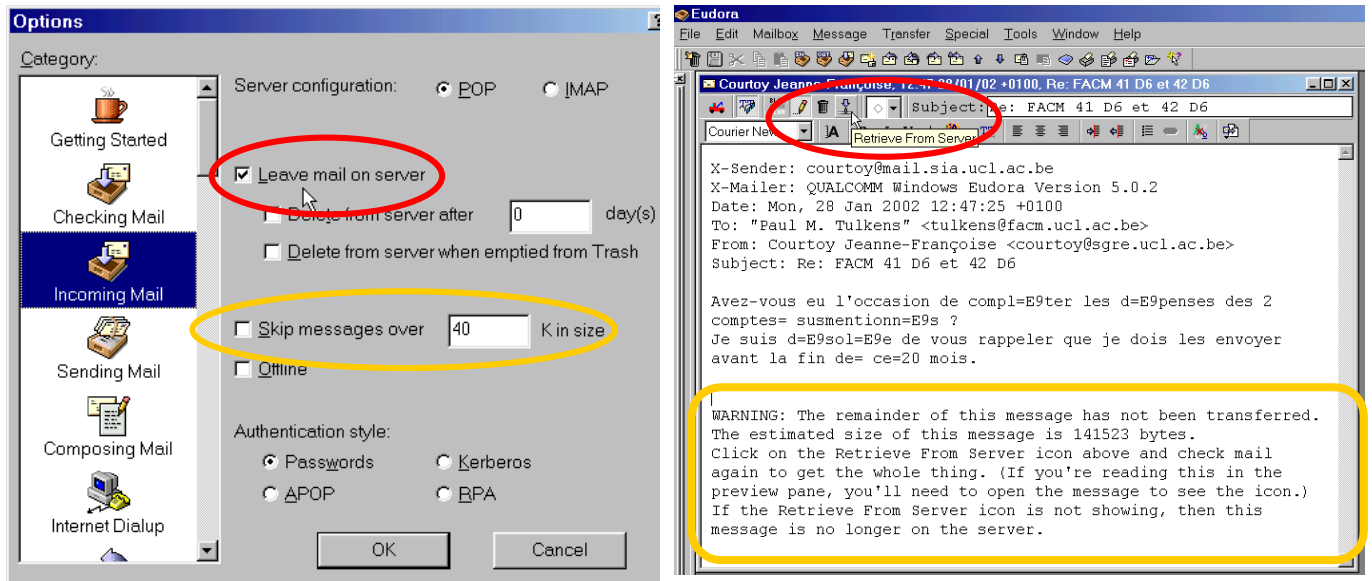 Options
Category:
Getting Started
Checking Mail
Incoming Mail
Sending Mail
Composing Mail
Internet Dialup
Server configuration: POP IMAP
Leave mail on server
Delete from server after 0 day(s)
Delete from server when emptied from Trash
Skip messages over 40 K in size
Offline
Authentication style:
Passwords Kerberos
APOP RPA
OK Cancel
Eudora
File Edit Mailbox Message Transfer Special Tools Window Help
Courtoy Jeanne-Françoise, 12:47 28/01/02 +0100, Re: FACM 41 D6 et 42 D6
Subject: Re: FACM 41 D6 et 42 D6
Courier New
Retrieve From Server
X-Sender: courtoy@mail.sia.ucl.ac.be
X-Mailer: QUALCOMM Windows Eudora Version 5.0.2
Date: Mon, 28 Jan 2002 12:47:25 +0100
To: "Paul M. Tulkens" <tulkens@facm.ucl.ac.be>
From: Courtoy Jeanne-Françoise <courtoy@sgre.ucl.ac.be>
Subject: Re: FACM 41 D6 et 42 D6
Avez-vous eu l'occasion de compl=E9ter les d=E9penses des 2
comptes= susmentionn=E9s ?
Je suis d=E9sol=E9e de vous rappeler que je dois les envoyer
avant la fin de= ce=20 mois.
WARNING: The remainder of this message has not been transferred.
The estimated size of this message is 141523 bytes.
Click on the Retrieve From Server icon above and check mail
again to get the whole thing. (If you're reading this in the
preview pane, you'll need to open the message to see the icon.)
If the Retrieve From Server icon is not showing, then this
message is no longer on the server.